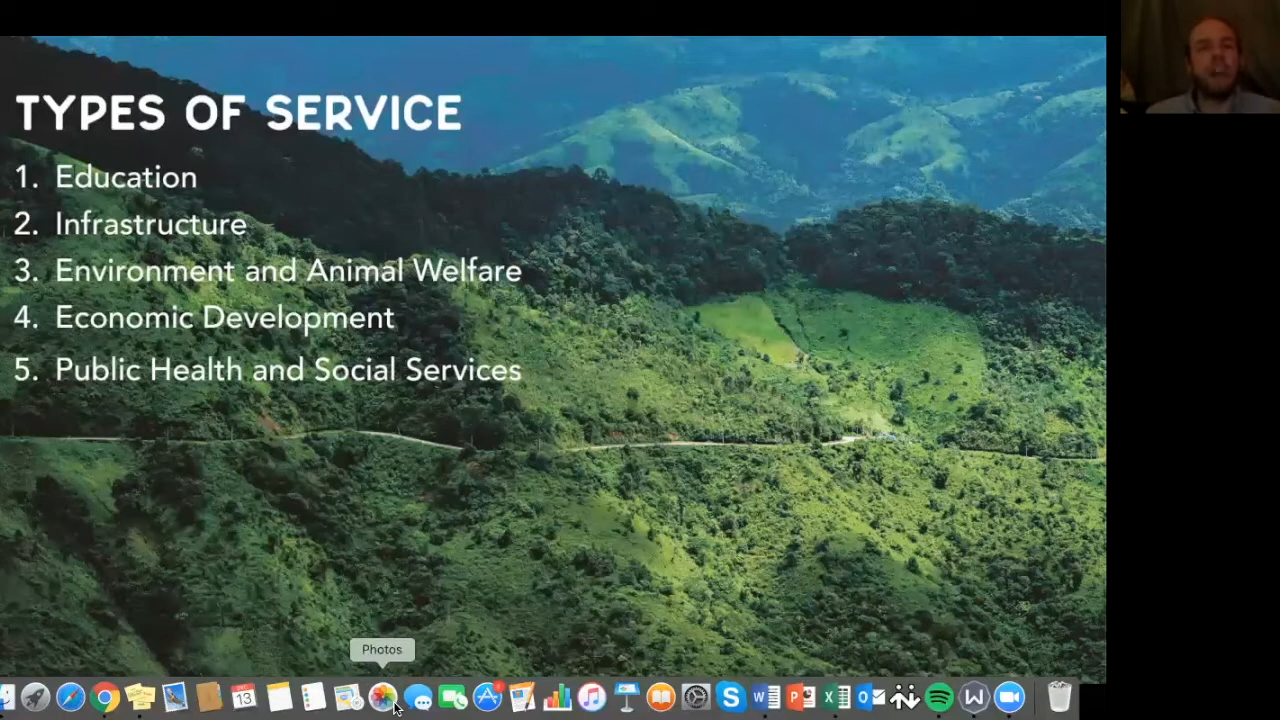 TYPES OF SERVICE
1. Education
2. Infrastructure
3. Environment and Animal Welfare
4. Economic Development
5. Public Health and Social Services
Photos
13